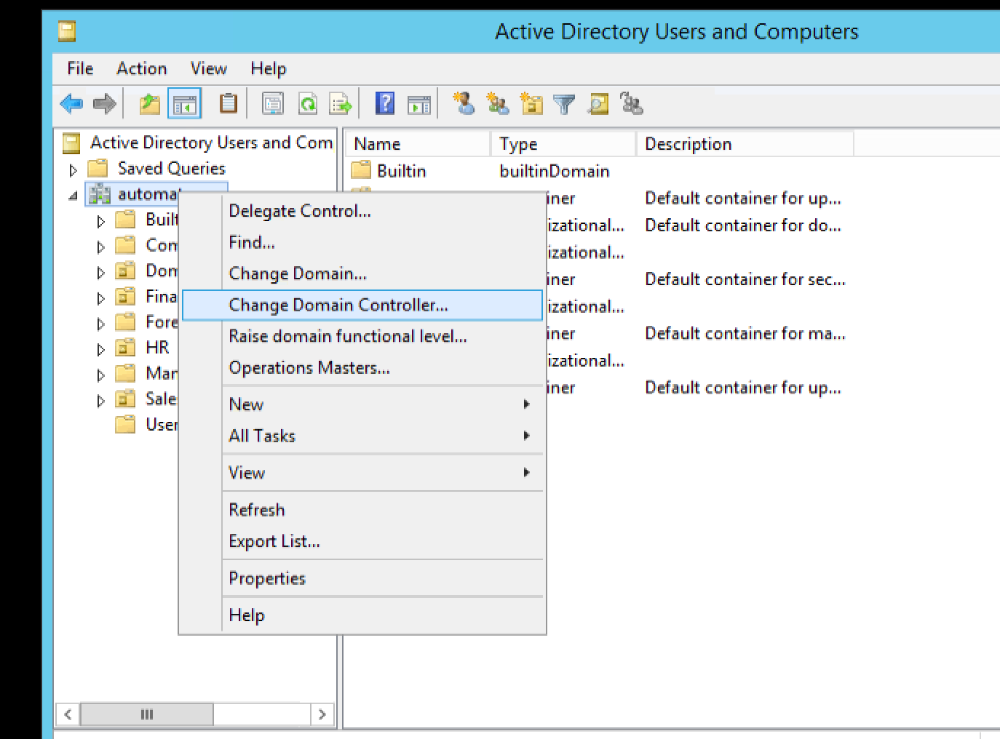 Active Directory Users and Computers
File Action View Help
Active Directory Users and Com
Saved Queries
automa
Built
Com
Dom
Fina
Fore
HR
Man
Sale
User
Name Type Description
Builtin builtinDomain
iner Default container for up...
izational... Default container for do...
izational...
iner Default container for sec...
izational...
iner Default container for ma...
izational...
iner Default container for up...
Delegate Control...
Find...
Change Domain...
Change Domain Controller...
Raise domain functional level...
Operations Masters...
New
All Tasks
View
Refresh
Export List...
Properties
Help